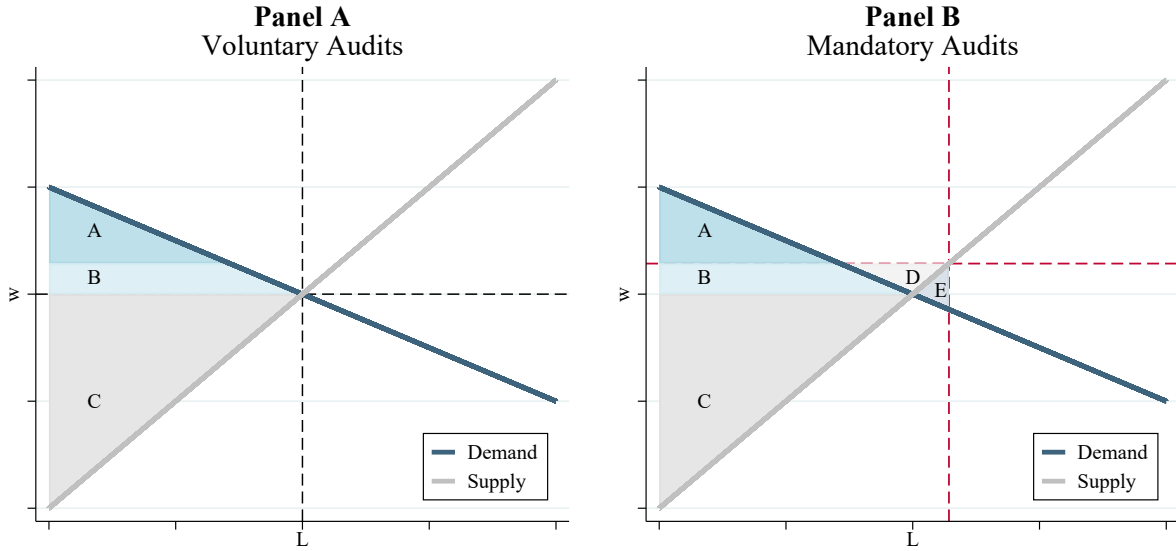 Panel A
Voluntary Audits
A
B
w
C
Demand
Supply
L
Panel B
Mandatory Audits
A
B
D
E
w
C
Demand
Supply
L